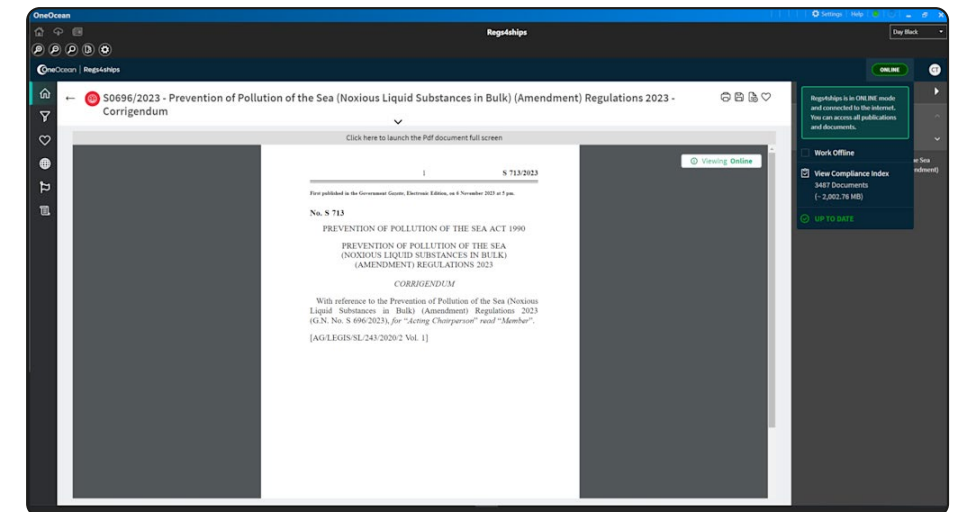 OneOcean
Settings
Help
Regs4ships
Day Black
OneOcean | Regs4ships
ONLINE
CT
S0696/2023 - Prevention of Pollution of the Sea (Noxious Liquid Substances in Bulk) (Amendment) Regulations 2023 -
Corrigendum
Click here to launch the Pdf document full screen
Viewing Online
1 S 713/2023
First published in the Government Gazette, Electronic Edition, on 6 November 2023 at 5 pm.
No. S 713
PREVENTION OF POLLUTION OF THE SEA ACT 1990
PREVENTION OF POLLUTION OF THE SEA
(NOXIOUS LIQUID SUBSTANCES IN BULK)
(AMENDMENT) REGULATIONS 2023
CORRIGENDUM
With reference to the Prevention of Pollution of the Sea (Noxious
Liquid Substances in Bulk) (Amendment) Regulations 2023
(G.N. No. S 696/2023), for "Acting Chairperson" read "Member".
[AG/LEGIS/SL/243/2020/2 Vol. 1]
Regs4ships is in ONLINE mode
and connected to the internet.
You can access all publications
and documents.
Work Offline
View Compliance Index
3487 Documents
(~ 2,002.76 MB)
UP TO DATE
he Sea
endment)